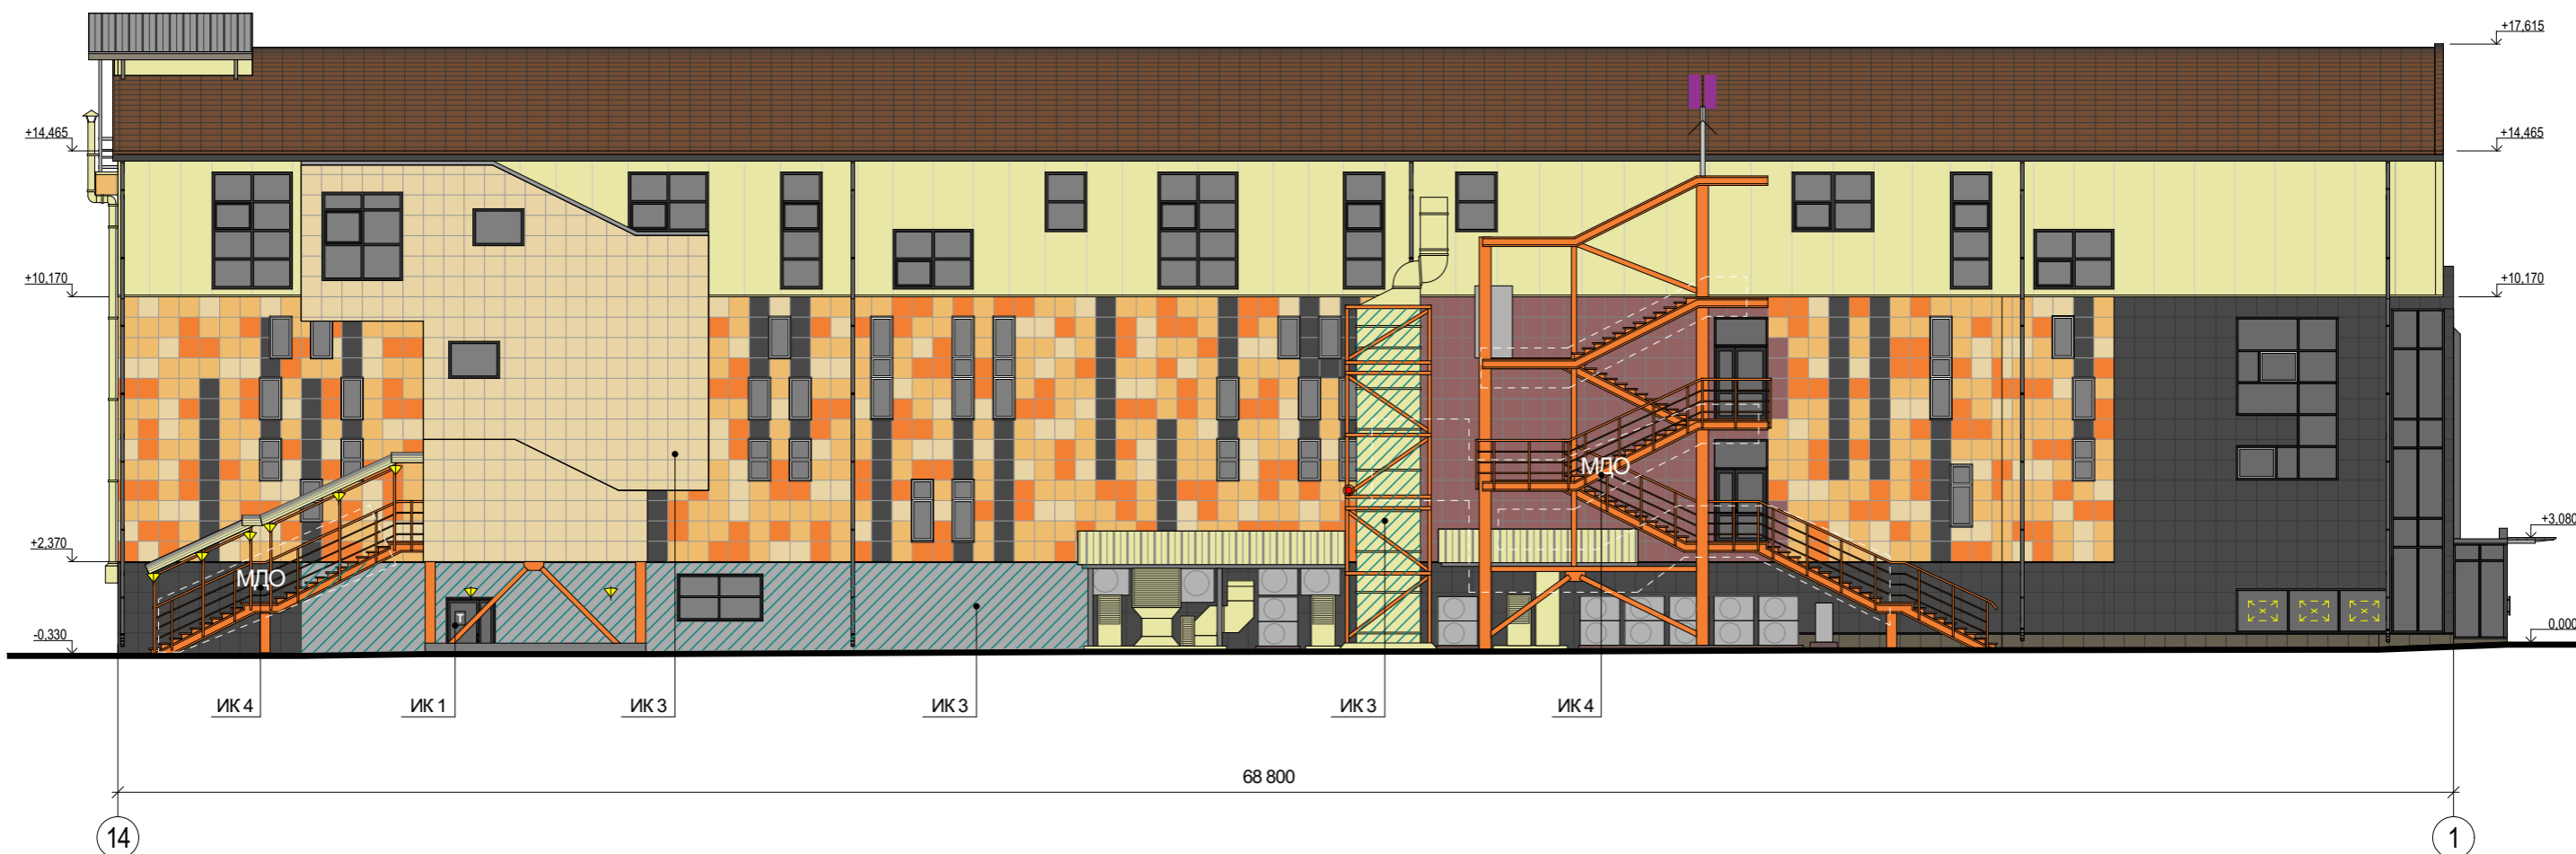 +17,615
+14,465
+14,465
+10,170
+10,170
МДО
+3,080
+2,370
МДО
0,000
-0,330
ИК 4
ИК 1
ИК 3
ИК 3
ИК 3
ИК 4
68 800
14
1